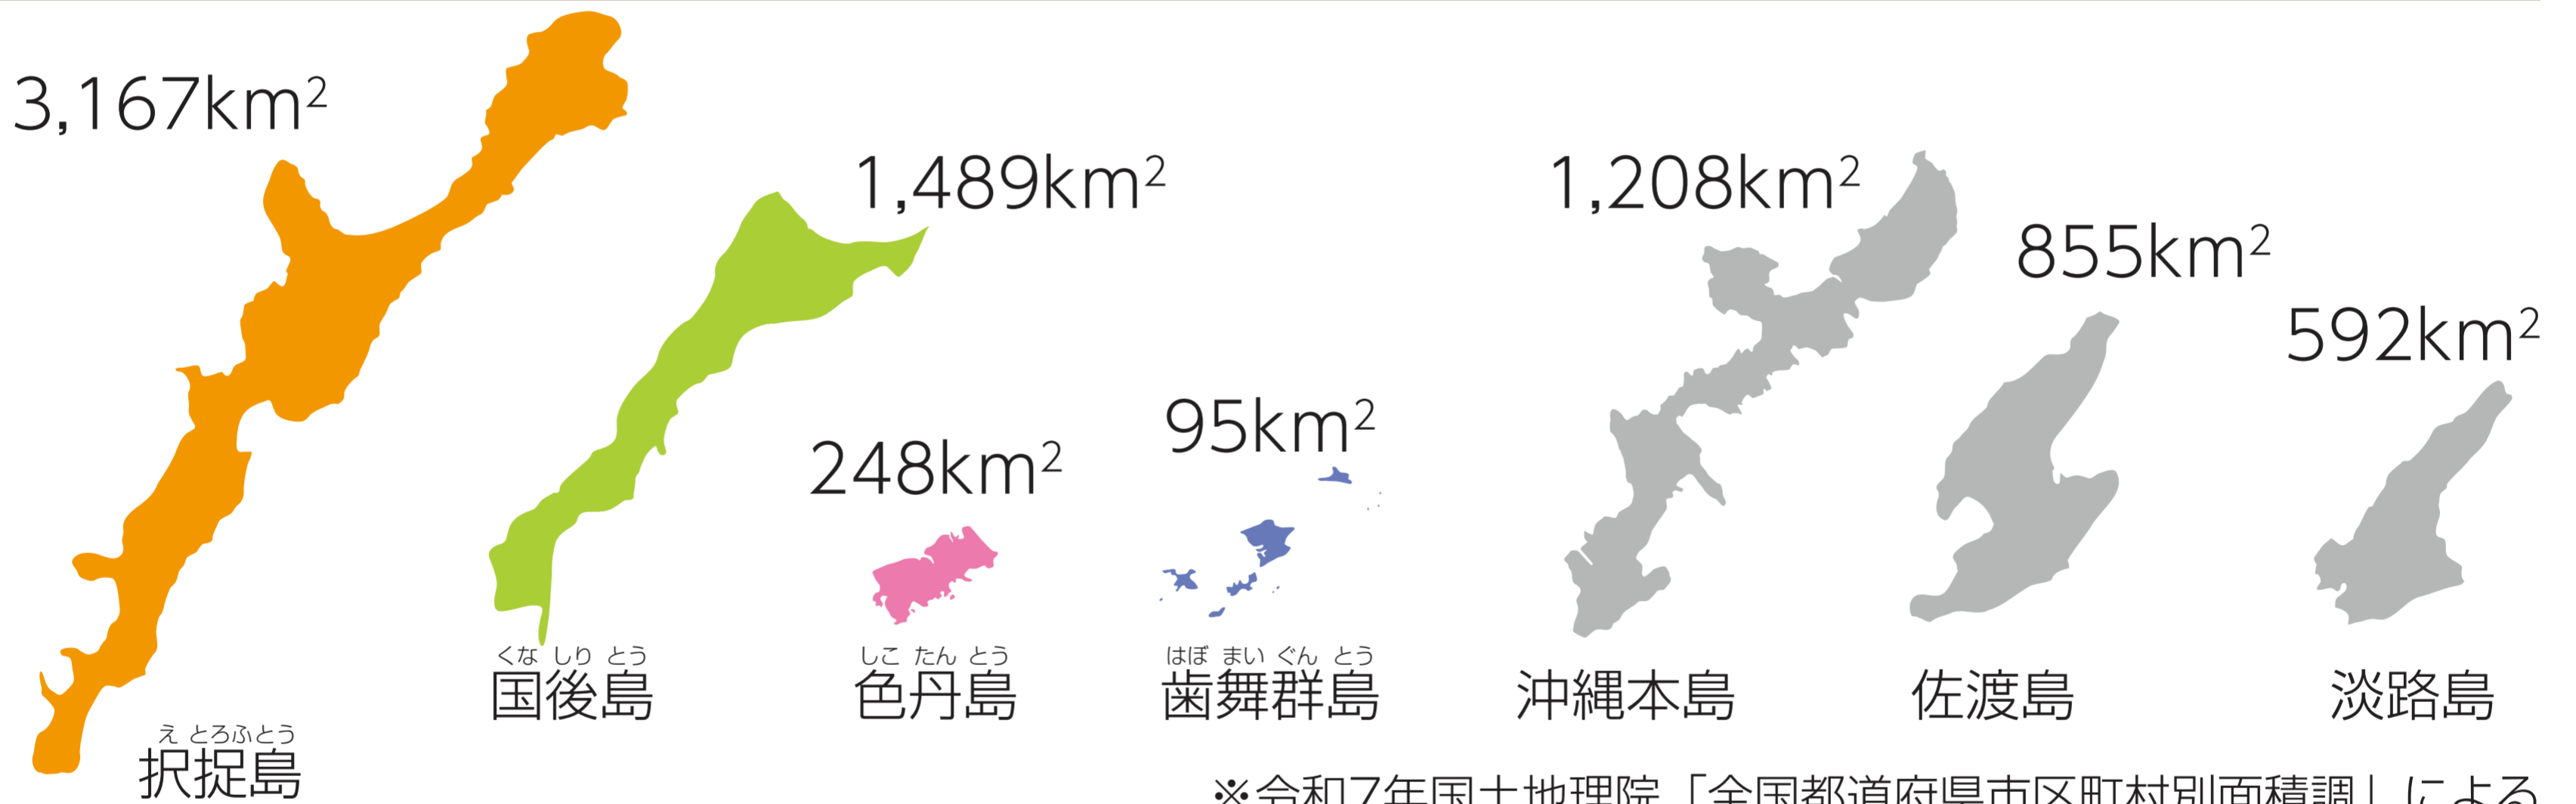 3,167km²
えとろふとう
択捉島
1,489km²
くなしりとう
国後島
248km²
しこたんとう
色丹島
95km²
はぼまいぐんとう
歯舞群島
1,208km²
沖縄本島
855km²
佐渡島
592km²
淡路島
※令和7年国土地理院「全国都道府県市区町村別面積調」による